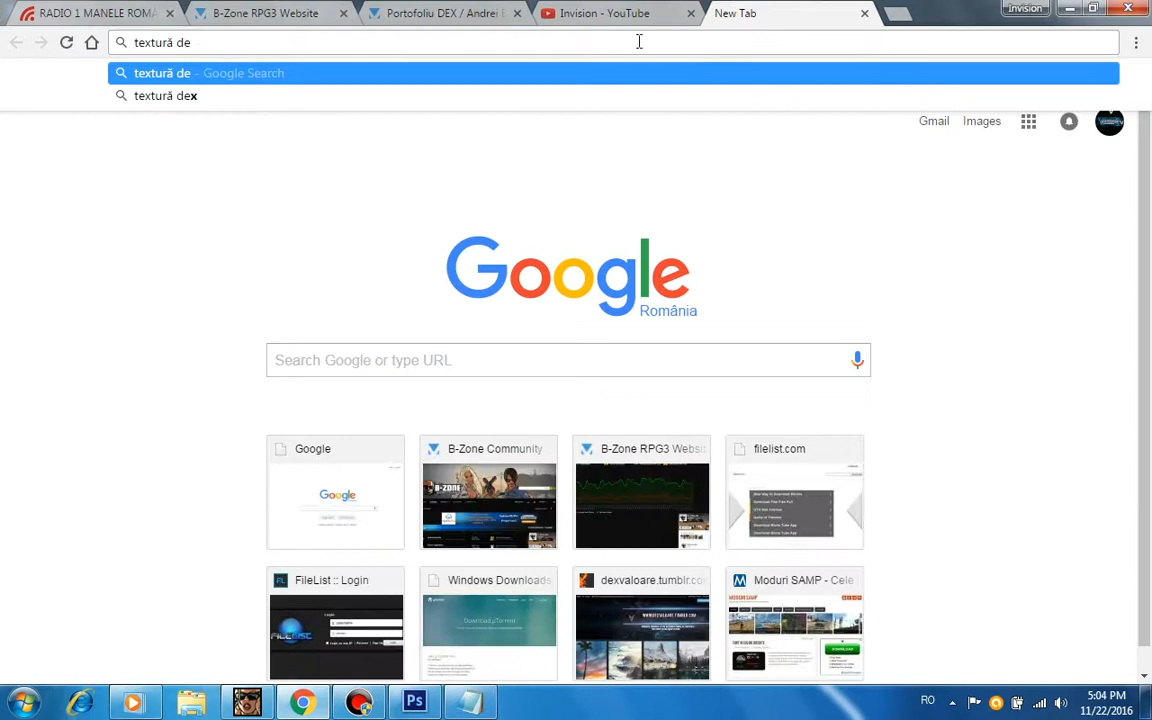 RADIO 1 MANELE ROMÂ
B-Zone RPG3 Website
Portofoliu DEX / Andrei
Invision - YouTube
New Tab
Invision
textură de
textură de - Google Search
textură dex
Gmail
Images
Google
România
Search Google or type URL
Google
B-Zone Community
B-Zone RPG3 Websi
filelist.com
FileList :: Login
Windows Downloads
dexvaloare.tumblr.co
Moduri SAMP - Cele
Ps
RO
5:04 PM
11/22/2016